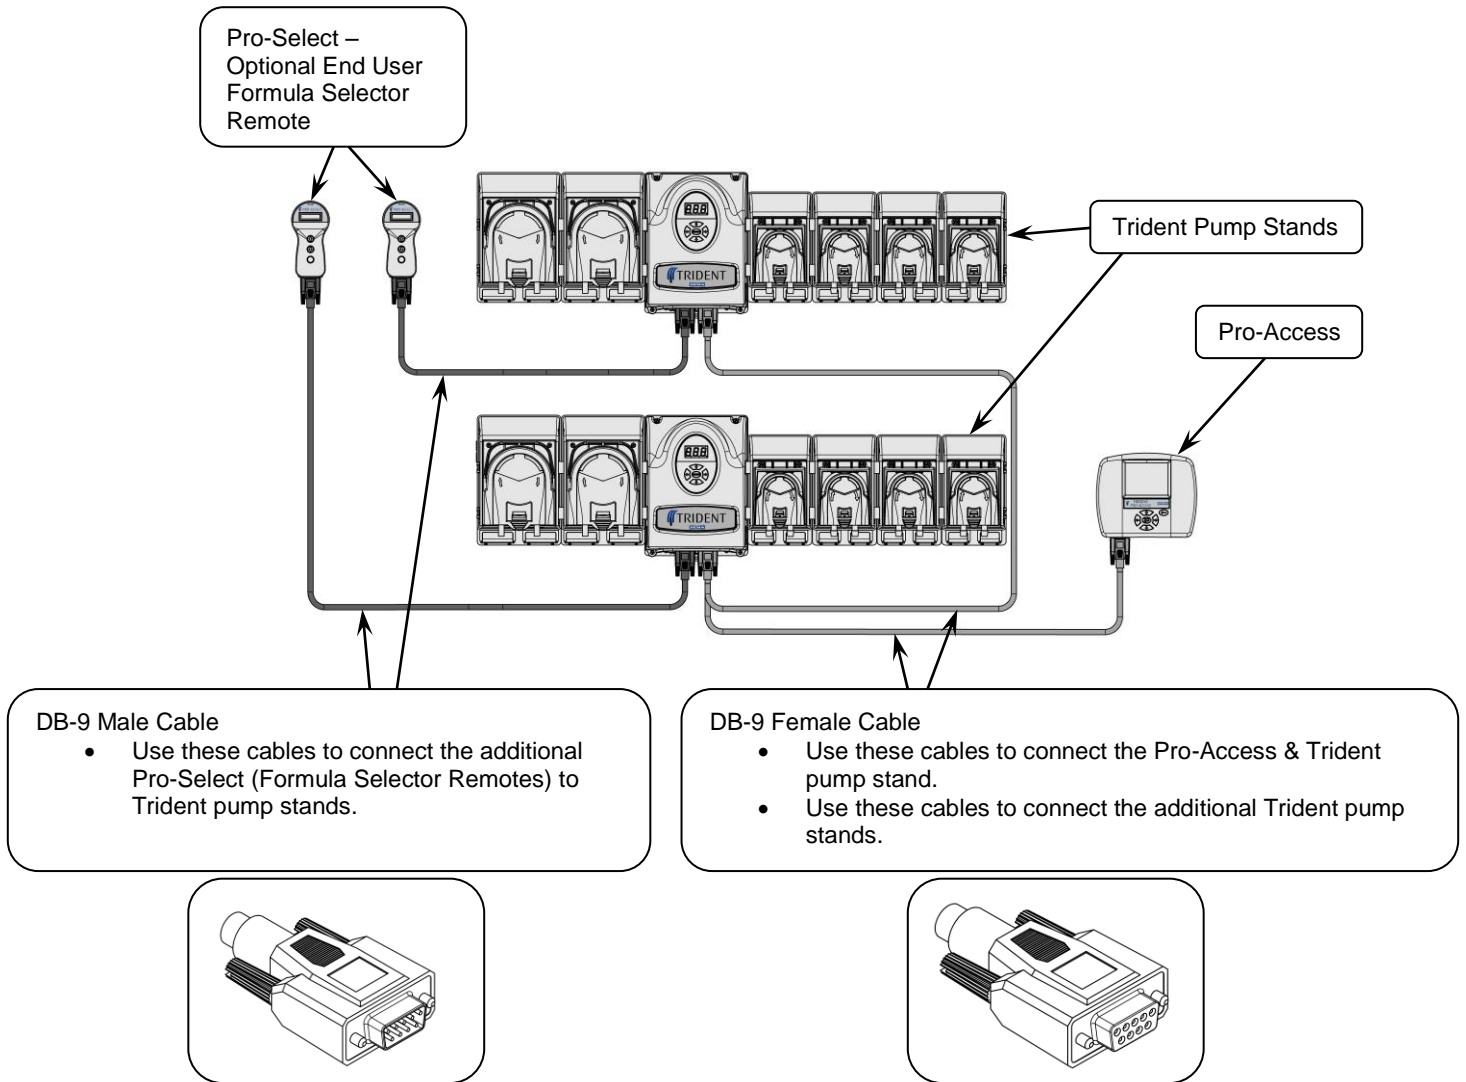 Pro-Select –
Optional End User
Formula Selector
Remote
TRIDENT
Trident Pump Stands
Pro-Access
TRIDENT
DB-9 Male Cable
• Use these cables to connect the additional
Pro-Select (Formula Selector Remotes) to
Trident pump stands.
DB-9 Female Cable
• Use these cables to connect the Pro-Access & Trident
pump stand.
• Use these cables to connect the additional Trident pump
stands.